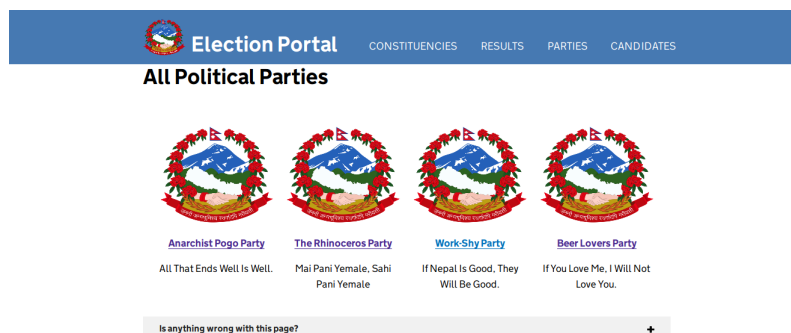 Election Portal
CONSTITUENCIES RESULTS PARTIES CANDIDATES
All Political Parties
Anarchist Pogo Party
The Rhinoceros Party
Work-Shy Party
Beer Lovers Party
All That Ends Well Is Well.
Mai Pani Yemale, Sahi
Pani Yemale
If Nepal Is Good, They
Will Be Good.
If You Love Me, I Will Not
Love You.
Is anything wrong with this page?
+